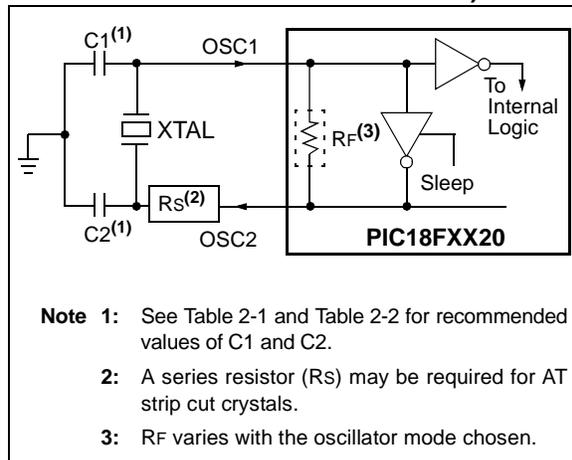 C1(1)
OSC1
To
Internal
Logic
XTAL
RF(3)
Sleep
RS(2)
C2(1)
OSC2
PIC18FXX20
Note 1: See Table 2-1 and Table 2-2 for recommended
values of C1 and C2.
2: A series resistor (RS) may be required for AT
strip cut crystals.
3: RF varies with the oscillator mode chosen.